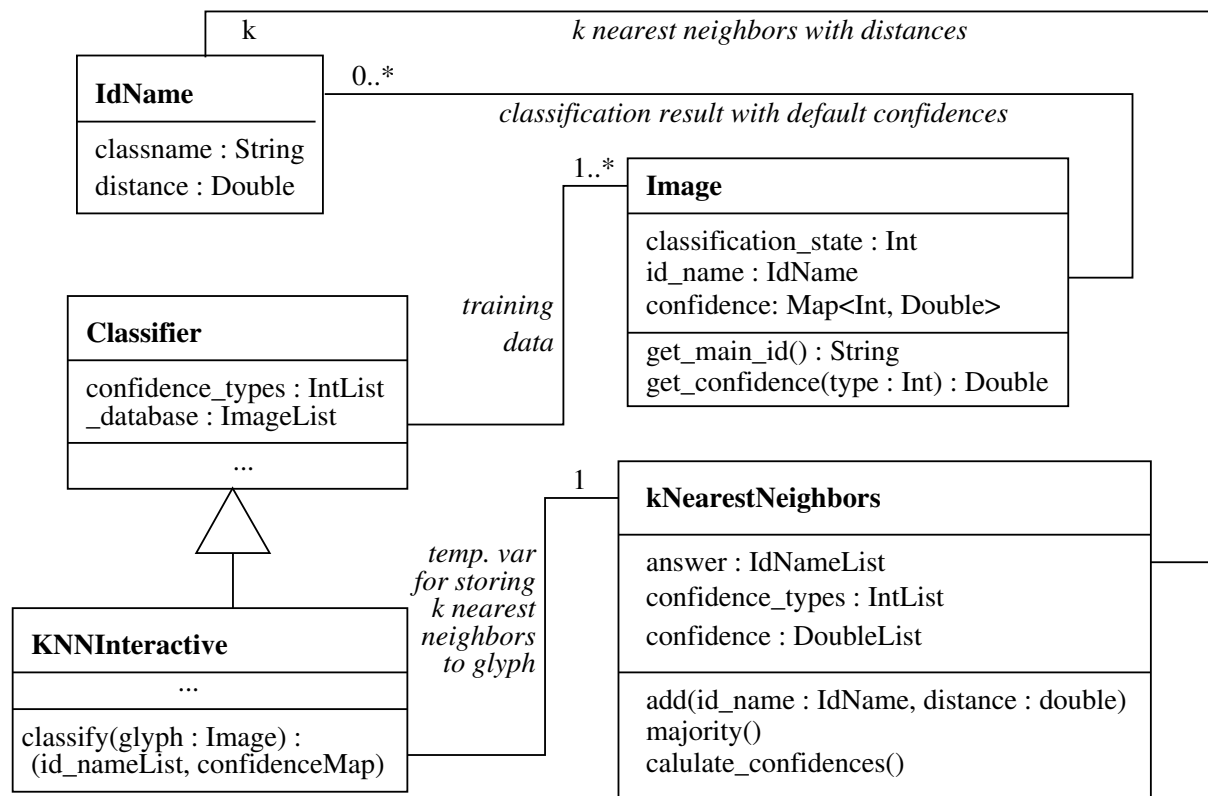 k
k nearest neighbors with distances
IdName
classname : String
distance : Double
0..*
classification result with default confidences
1..*
Image
classification_state : Int
id_name : IdName
confidence: Map<Int, Double>
get_main_id() : String
get_confidence(type : Int) : Double
training
data
Classifier
confidence_types : IntList
_database : ImageList
...
1
kNearestNeighbors
answer : IdNameList
confidence_types : IntList
confidence : DoubleList
add(id_name : IdName, distance : double)
majority()
calulate_confidences()
temp. var
for storing
k nearest
neighbors
to glyph
KNNInteractive
...
classify(glyph : Image) :
(id_nameList, confidenceMap)